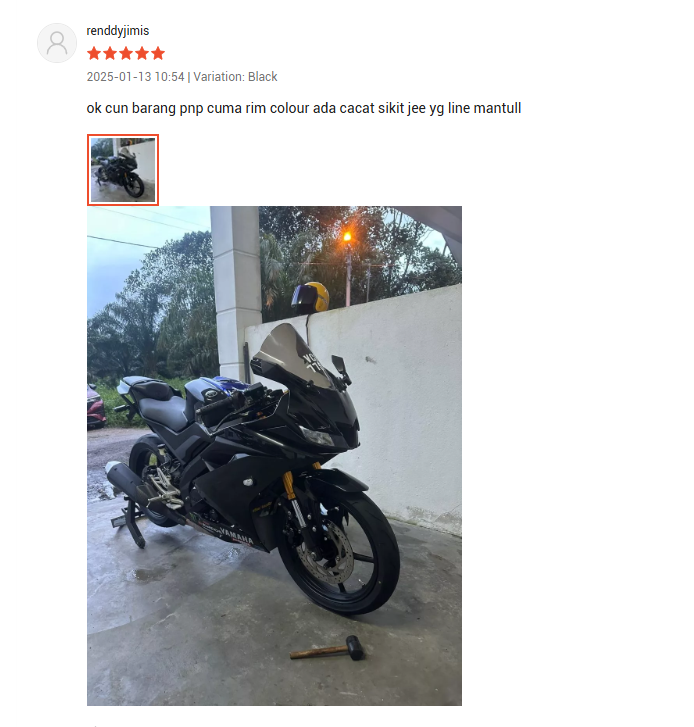 renddyjimis
2025-01-13 10:54 | Variation: Black
ok cun barang pnp cuma rim colour ada cacat sikit jee yg line mantull
YAMAHA